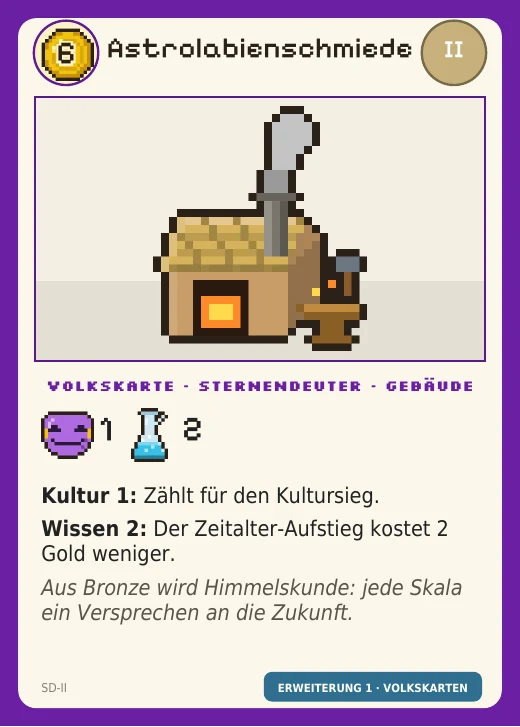 6 Astrolabienschmiede II
VOLKSKARTE · STERNENDEUTER · GEBÄUDE
1 2
Kultur 1: Zählt für den Kultursieg.
Wissen 2: Der Zeitalter-Aufstieg kostet 2
Gold weniger.
Aus Bronze wird Himmelskunde: jede Skala
ein Versprechen an die Zukunft.
SD-II
ERWEITERUNG 1 · VOLKSKARTEN